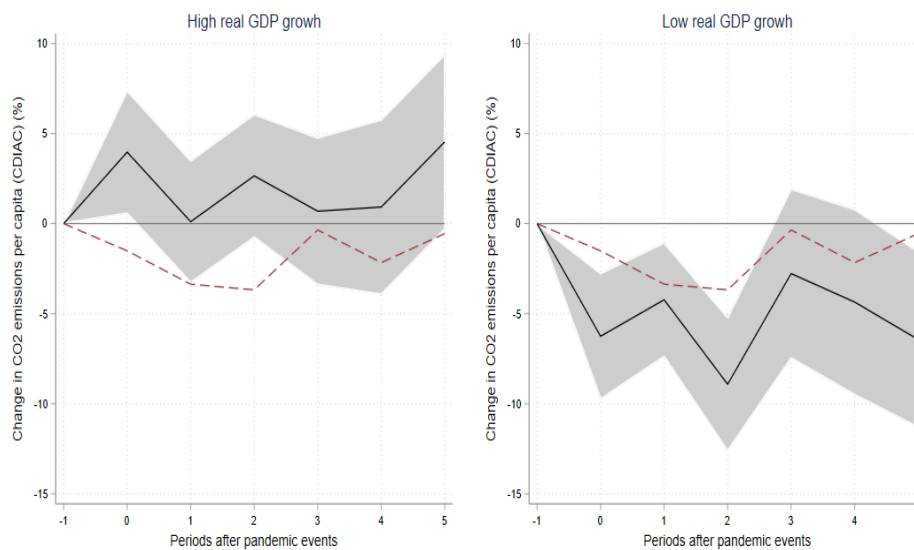 High real GDP growh
Change in CO2 emissions per capita (CDIAC) (%)
10
5
0
-5
-10
-15
-1 0 1 2 3 4 5
Periods after pandemic events
Low real GDP growh
Change in CO2 emissions per capita (CDIAC) (%)
10
5
0
-5
-10
-15
-1 0 1 2 3 4
Periods after pandemic events